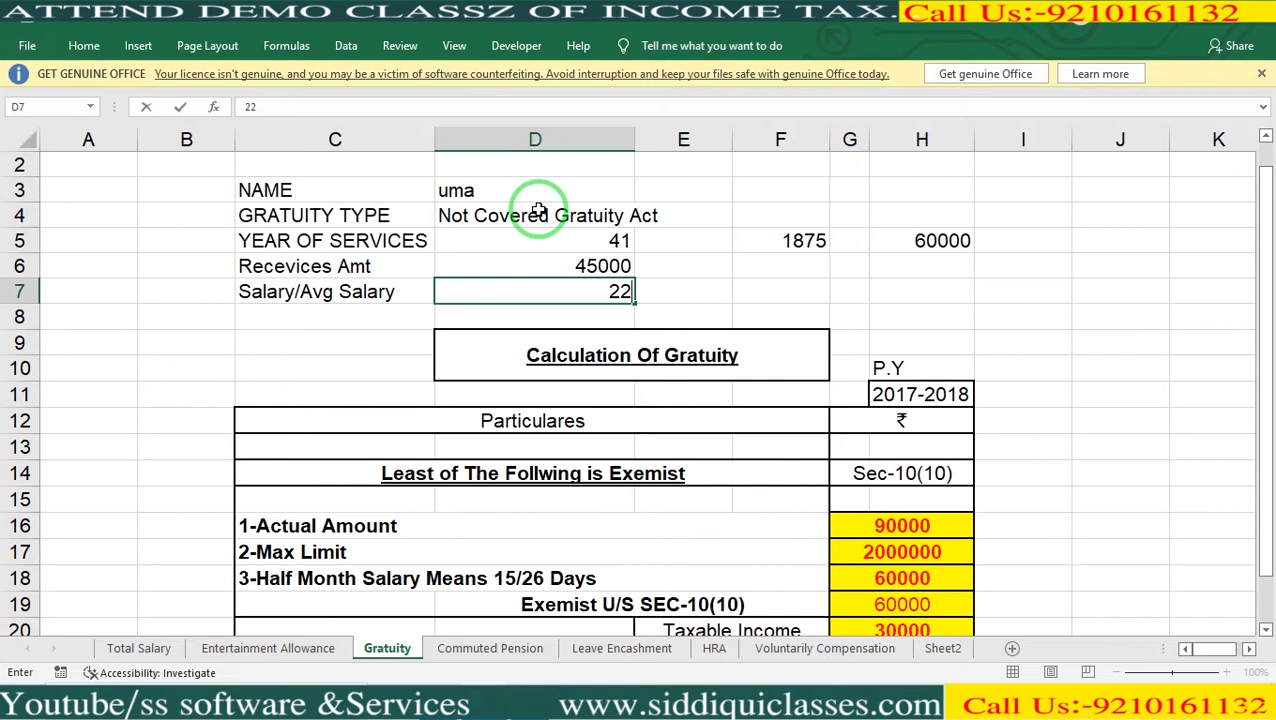 ATTEND DEMO CLASSZ OF INCOME TAX. Call Us:-9210161132
File Home Insert Page Layout Formulas Data Review View Developer Help Tell me what you want to do Share
GET GENUINE OFFICE Your licence isn't genuine, and you may be a victim of software counterfeiting. Avoid interruption and keep your files safe with genuine Office today. Get genuine Office Learn more
D7 fx 22
A B C D E F G H I J K
2
3 NAME uma
4 GRATUITY TYPE Not Covered Gratuity Act
5 YEAR OF SERVICES 41 1875 60000
6 Recevices Amt 45000
7 Salary/Avg Salary 22
8
9 Calculation Of Gratuity
10 P.Y
11 2017-2018
12 Particulares ₹
13
14 Least of The Follwing is Exemist Sec-10(10)
15
16 1-Actual Amount 90000
17 2-Max Limit 2000000
18 3-Half Month Salary Means 15/26 Days 60000
19 Exemist U/S SEC-10(10) 60000
20 Taxable Income 30000
Total Salary Entertainment Allowance Gratuity Commuted Pension Leave Encashment HRA Voluntarily Compensation Sheet2
Enter Accessibility: Investigate 100%
Youtube/ss software &Services www.siddiquiclasses.com Call Us:-9210161132